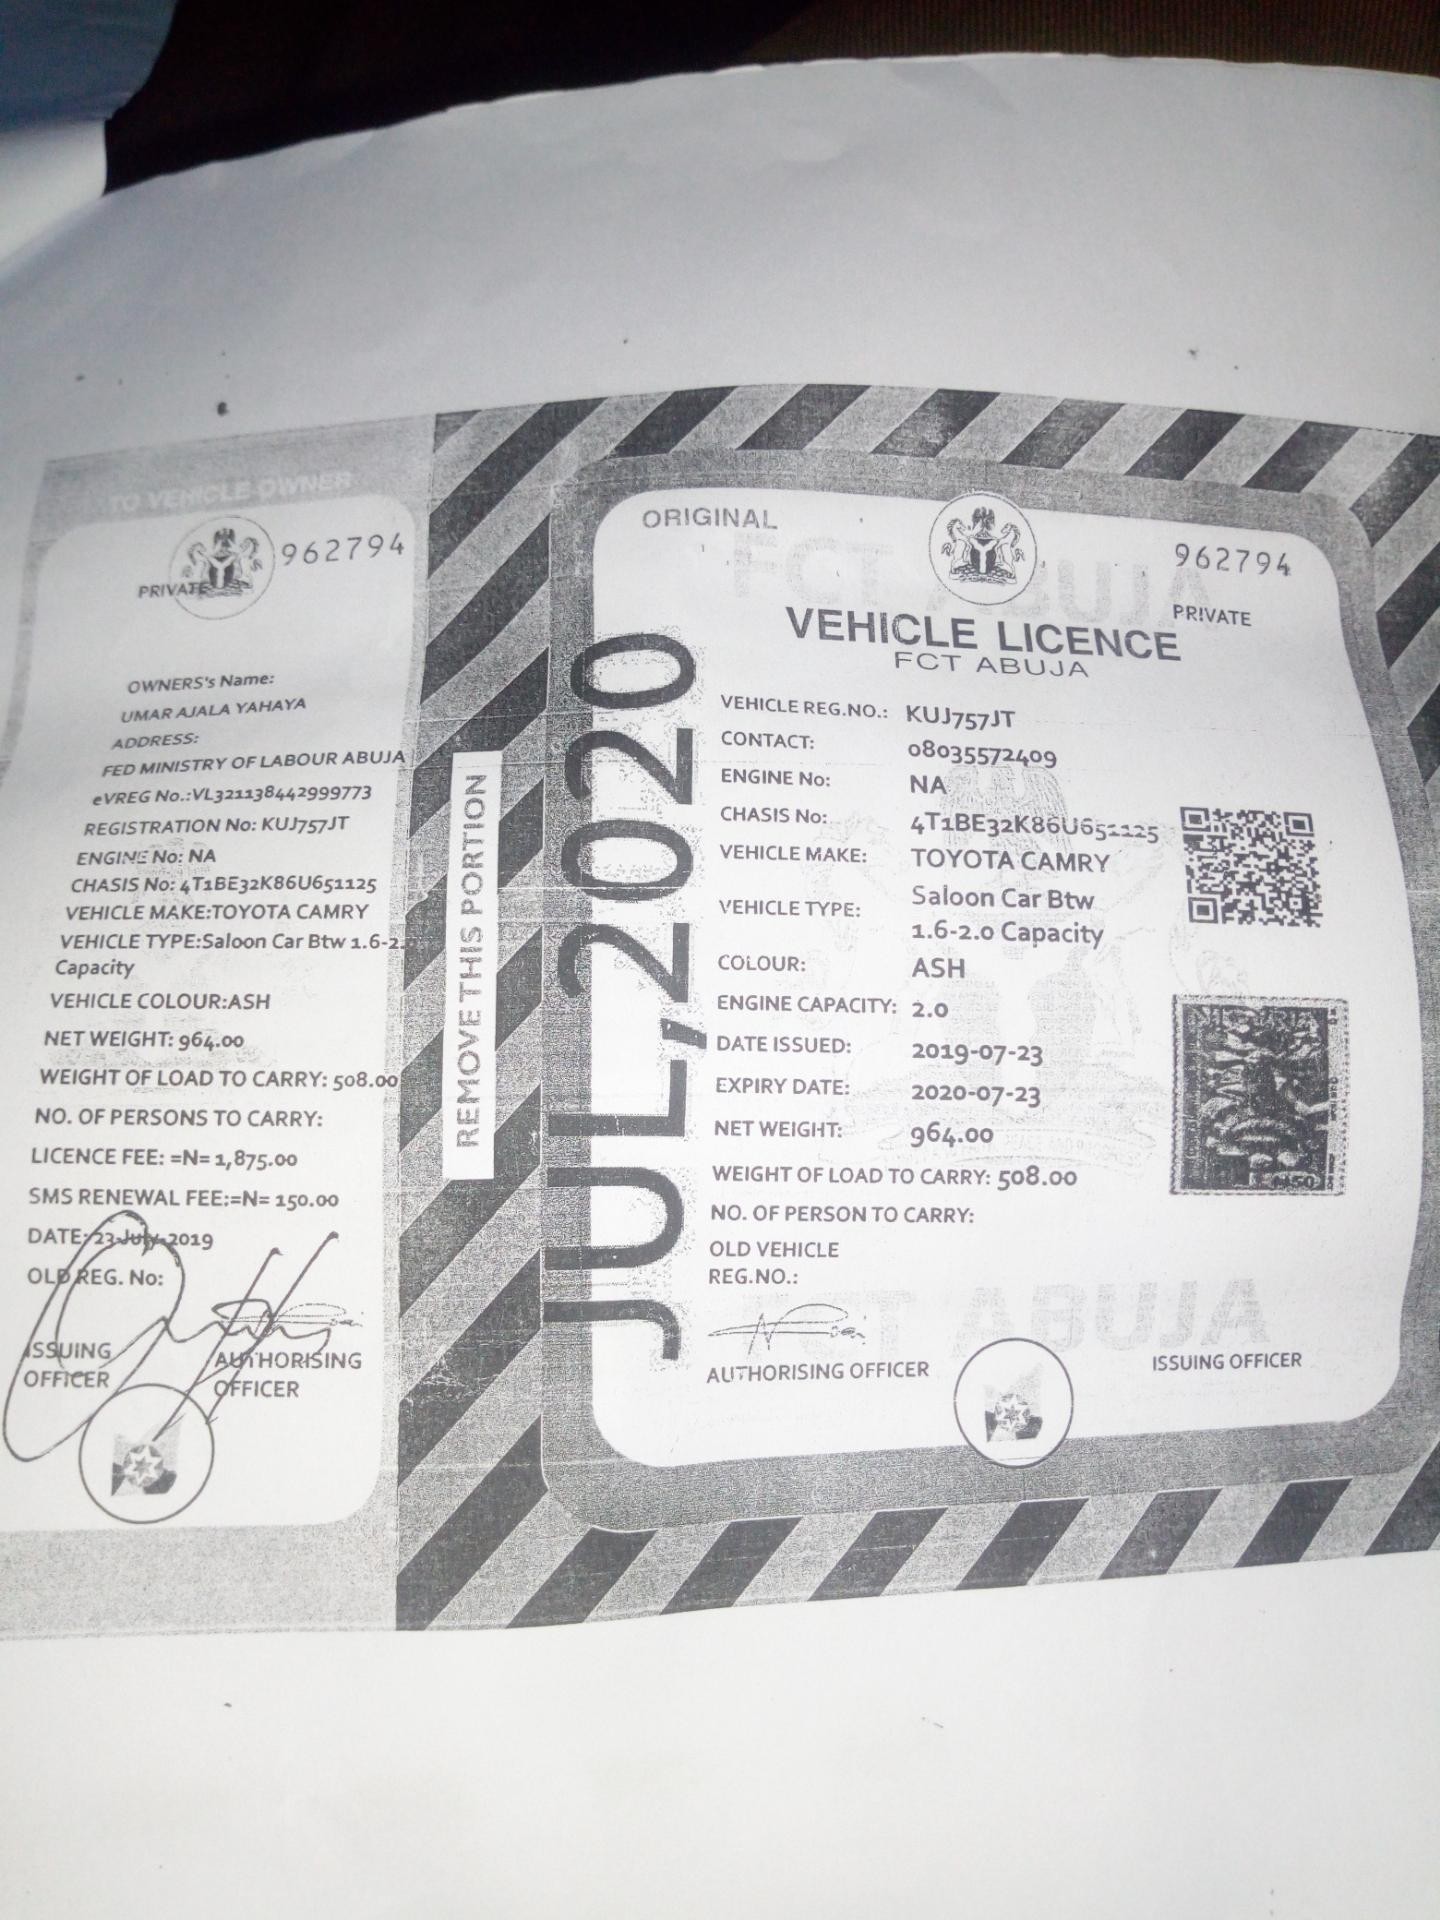 TO VEHICLE OWNER
962794
PRIVATE
OWNERS's Name:
UMAR AJALA YAHAYA
ADDRESS:
FED MINISTRY OF LABOUR ABUJA
eVREG No.:VL321138442999773
REGISTRATION No: KUJ757JT
ENGINE No: NA
CHASIS No: 4T1BE32K86U651125
VEHICLE MAKE:TOYOTA CAMRY
VEHICLE TYPE:Saloon Car Btw 1.6-2.0
Capacity
VEHICLE COLOUR:ASH
NET WEIGHT: 964.00
WEIGHT OF LOAD TO CARRY: 508.00
NO. OF PERSONS TO CARRY:
LICENCE FEE: =N= 1,875.00
SMS RENEWAL FEE:=N= 150.00
DATE: 23 July 2019
OLD REG. No:
ISSUING
OFFICER
AUTHORISING
OFFICER
REMOVE THIS PORTION
JUL,2020
ORIGINAL
962794
PRIVATE
FCT ABUJA
VEHICLE LICENCE
FCT ABUJA
VEHICLE REG.NO.: KUJ757JT
CONTACT: 08035572409
ENGINE No: NA
CHASIS No: 4T1BE32K86U651125
VEHICLE MAKE: TOYOTA CAMRY
VEHICLE TYPE: Saloon Car Btw
1.6-2.0 Capacity
COLOUR: ASH
ENGINE CAPACITY: 2.0
DATE ISSUED: 2019-07-23
EXPIRY DATE: 2020-07-23
NET WEIGHT: 964.00
WEIGHT OF LOAD TO CARRY: 508.00
NO. OF PERSON TO CARRY:
OLD VEHICLE
REG.NO.:
FCT ABUJA
AUTHORISING OFFICER
ISSUING OFFICER